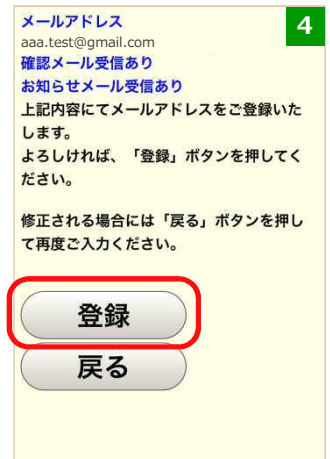 メールアドレス
4
aaa.test@gmail.com
確認メール受信あり
お知らせメール受信あり
上記内容にてメールアドレスをご登録いた
します。
よろしければ、「登録」ボタンを押してく
ださい。
修正される場合には「戻る」ボタンを押し
て再度ご入力ください。
登録
戻る